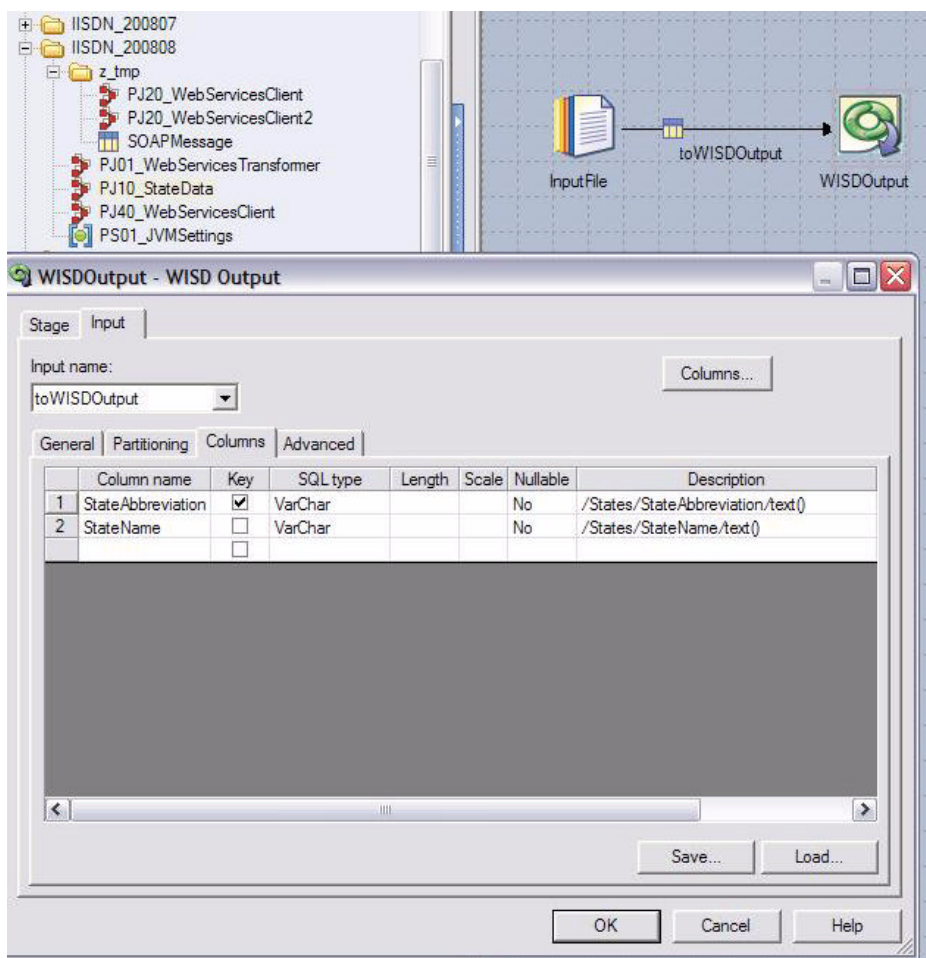 IISDN_200807
IISDN_200808
z_tmp
PJ20_WebServicesClient
PJ20_WebServicesClient2
SOAPMessage
PJ01_WebServicesTransformer
PJ10_StateData
PJ40_WebServicesClient
PS01_JVMSettings
InputFile
toWISDOutput
WISDOutput
WISDOutput - WISD Output
Stage Input
Input name:
Columns...
toWISDOutput
General Partitioning Columns Advanced
Column name Key SQL type Length Scale Nullable Description
1 StateAbbreviation VarChar No /States/StateAbbreviation/text()
2 StateName VarChar No /States/StateName/text()
Save... Load...
OK Cancel Help